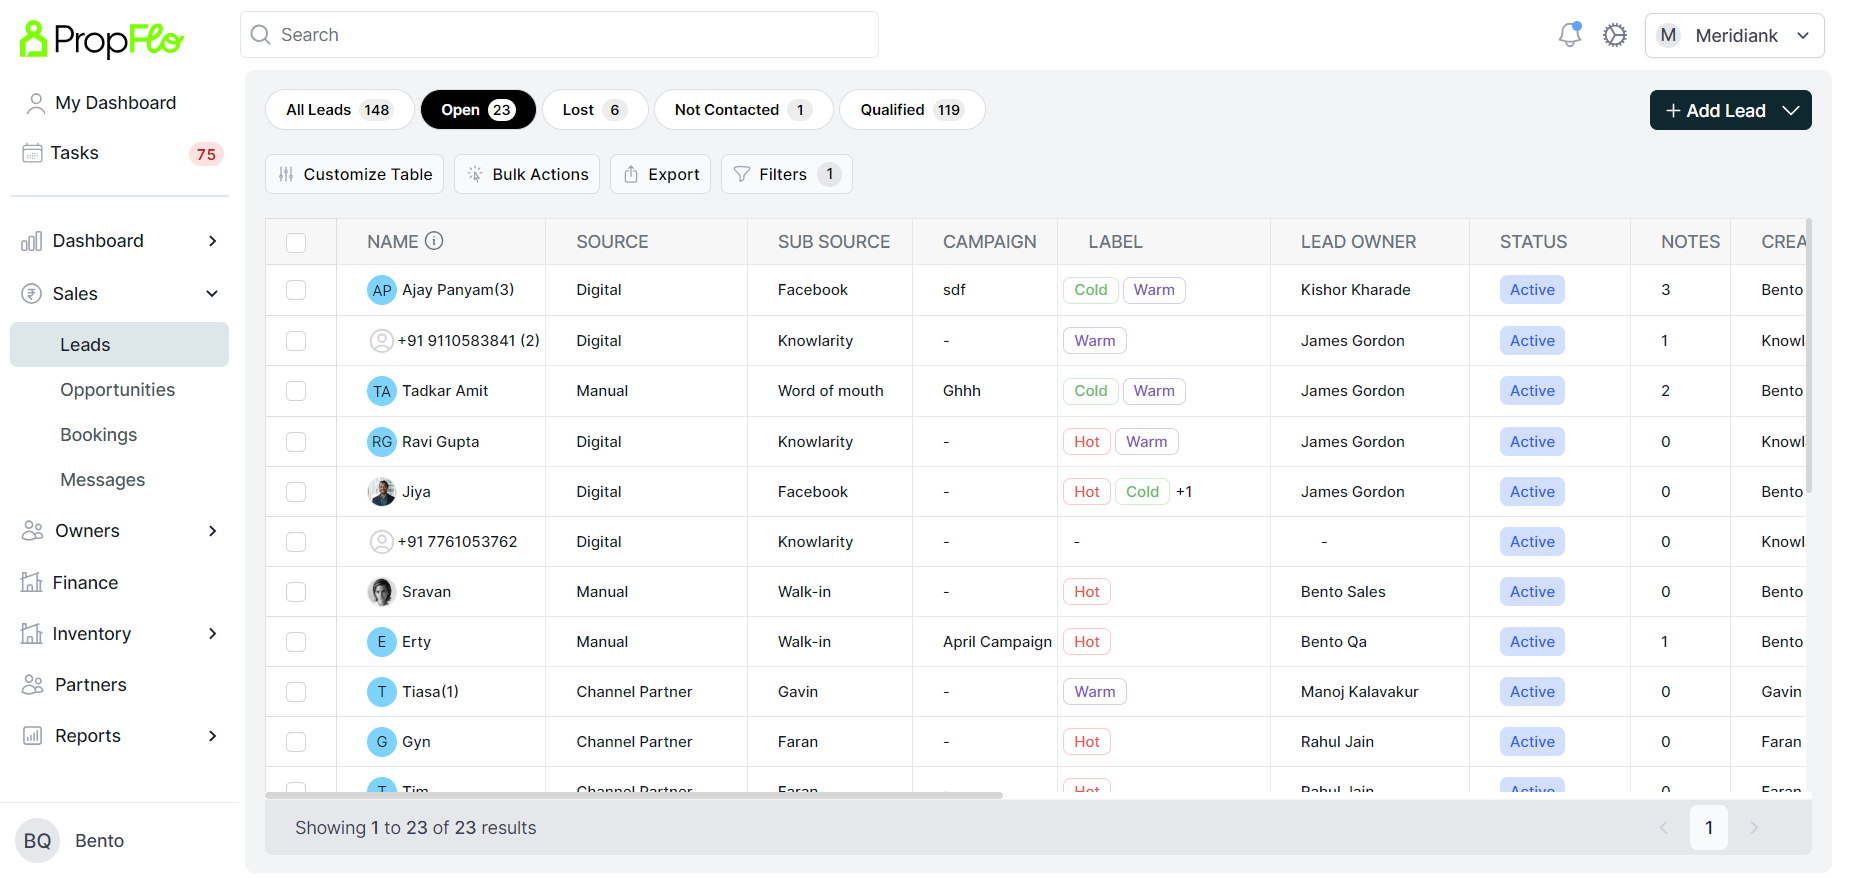 PropFlo
Search
M Meridiank
My Dashboard
Tasks 75
Dashboard
Sales
Leads
Opportunities
Bookings
Messages
Owners
Finance
Inventory
Partners
Reports
BQ Bento
All Leads 148 Open 23 Lost 6 Not Contacted 1 Qualified 119
+ Add Lead
Customize Table Bulk Actions Export Filters 1
NAME SOURCE SUB SOURCE CAMPAIGN LABEL LEAD OWNER STATUS NOTES CREA
AP Ajay Panyam(3) Digital Facebook sdf Cold Warm Kishor Kharade Active 3 Bento
+91 9110583841 (2) Digital Knowlarity - Warm James Gordon Active 1 Knowl
TA Tadkar Amit Manual Word of mouth Ghhh Cold Warm James Gordon Active 2 Bento
RG Ravi Gupta Digital Knowlarity - Hot Warm James Gordon Active 0 Knowl
Jiya Digital Facebook - Hot Cold +1 James Gordon Active 0 Bento
+91 7761053762 Digital Knowlarity - - - Active 0 Knowl
Sravan Manual Walk-in - Hot Bento Sales Active 0 Bento
E Erty Manual Walk-in April Campaign Hot Bento Qa Active 1 Bento
T Tiasa(1) Channel Partner Gavin - Warm Manoj Kalavakur Active 0 Gavin
G Gyn Channel Partner Faran - Hot Rahul Jain Active 0 Faran
T Tim Channel Partner Faran Hot Rahul Jain Active 0 Faran
Showing 1 to 23 of 23 results
1